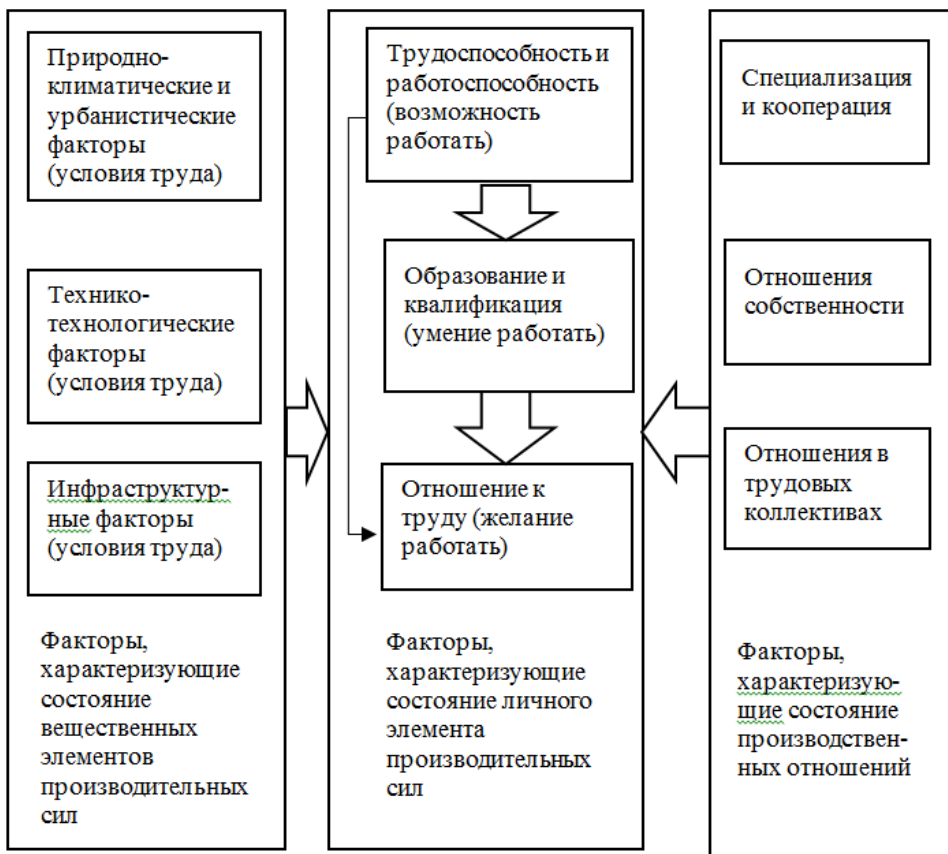 Природно-
климатические и
урбанистические
факторы
(условия труда)
Технико-
технологические
факторы
(условия труда)
Инфраструктур-
ные факторы
(условия труда)
Факторы,
характеризующие
состояние
вещественных
элементов
производительных
сил
Трудоспособность и
работоспособность
(возможность
работать)
Образование и
квалификация
(умение работать)
Отношение к
труду (желание
работать)
Факторы,
характеризующие
состояние личного
элемента
производительных
сил
Специализация
и кооперация
Отношения
собственности
Отношения в
трудовых
коллективах
Факторы,
характеризую-
щие состояние
производствен-
ных отношений